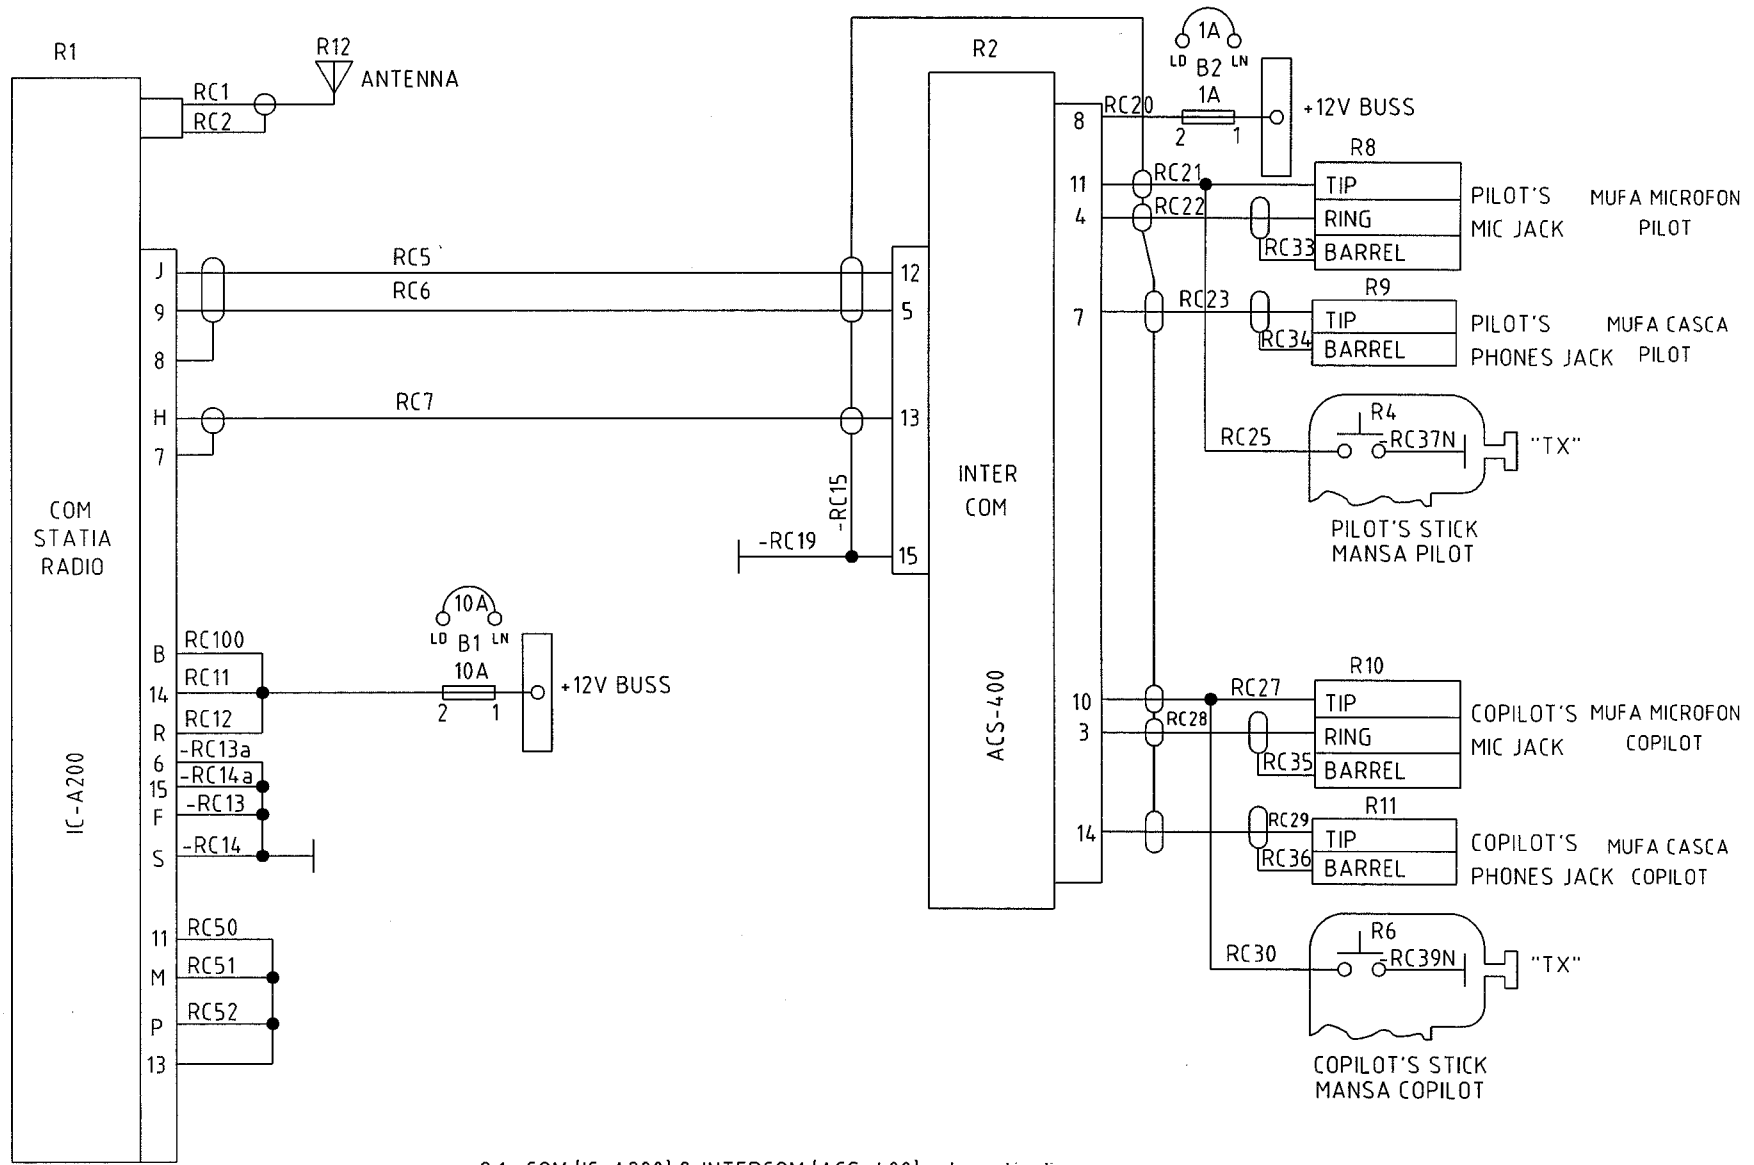 R1
R12
ANTENNA
RC1
RC2
COM
STATIA
RADIO
IC-A200
J
9
8
H
7
B
14
R
6
15
F
S
11
M
P
13
RC5
RC6
RC7
-RC15
-RC19
RC100
RC11
RC12
-RC13a
-RC14a
-RC13
-RC14
RC50
RC51
RC52
10A
LD B1 LN
10A
2 1
+12V BUSS
R2
INTER
COM
ACS-400
12
5
13
15
8
11
4
7
10
3
14
1A
LD B2 LN
1A
2 1
+12V BUSS
RC20
RC21
RC22
RC33
RC23
RC34
R8
TIP
RING
BARREL
PILOT'S
MIC JACK
MUFA MICROFON
PILOT
R9
TIP
BARREL
PILOT'S
PHONES JACK
MUFA CASCA
PILOT
RC25
R4
-RC37N
"TX"
PILOT'S STICK
MANSA PILOT
RC27
RC28
RC35
R10
TIP
RING
BARREL
COPILOT'S
MIC JACK
MUFA MICROFON
COPILOT
RC29
RC36
R11
TIP
BARREL
COPILOT'S
PHONES JACK
MUFA CASCA
COPILOT
RC30
R6
-RC39N
"TX"
COPILOT'S STICK
MANSA COPILOT